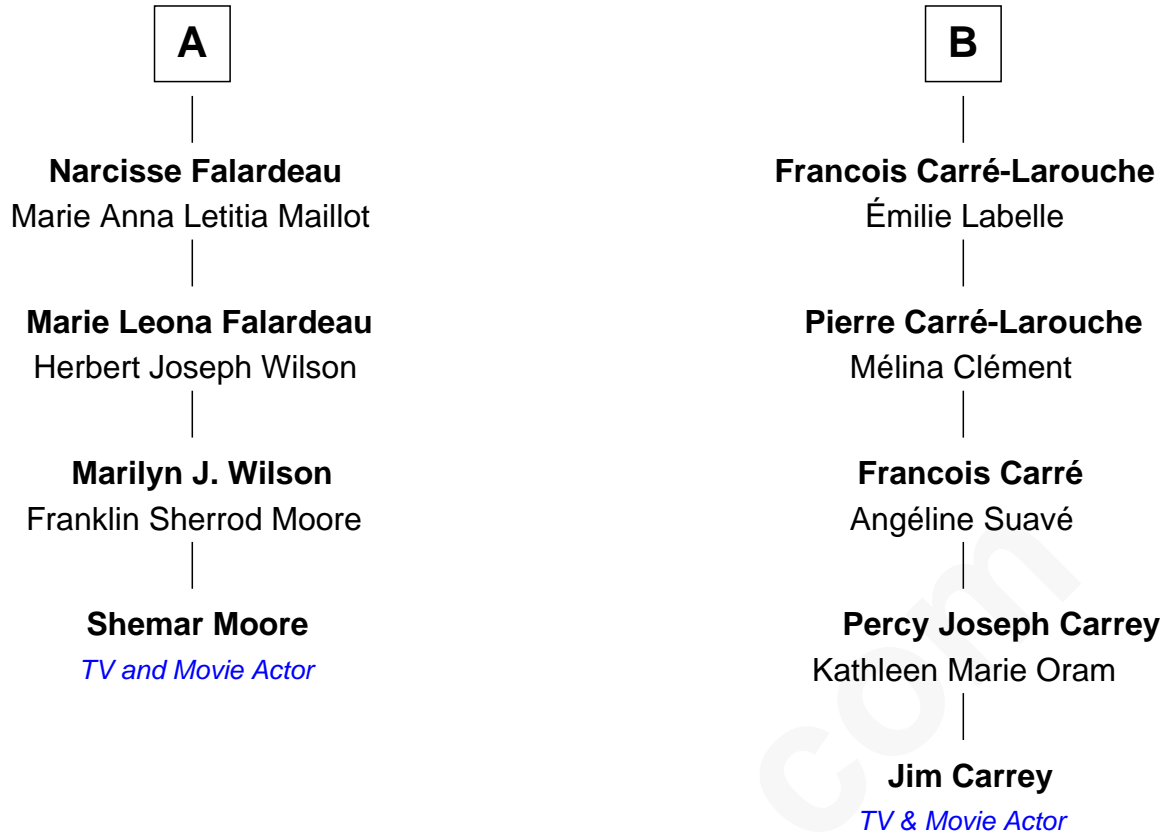 A
Narcisse Falardeau
Marie Anna Letitia Maillot
Marie Leona Falardeau
Herbert Joseph Wilson
Marilyn J. Wilson
Franklin Sherrod Moore
Shemar Moore
TV and Movie Actor
B
Francois Carré-Larouche
Émilie Labelle
Pierre Carré-Larouche
Mélina Clément
Francois Carré
Angéline Suavé
Percy Joseph Carrey
Kathleen Marie Oram
Jim Carrey
TV & Movie Actor
com